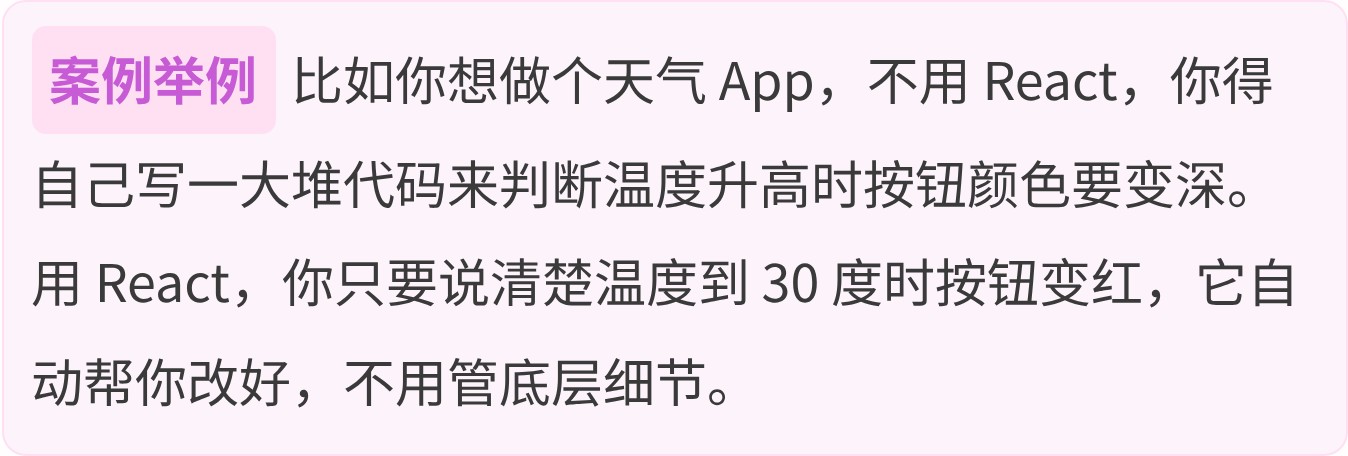 案例举例 比如你想做个天气 App，不用 React，你得
自己写一大堆代码来判断温度升高时按钮颜色要变深。
用 React，你只要说清楚温度到 30 度时按钮变红，它自
动帮你改好，不用管底层细节。